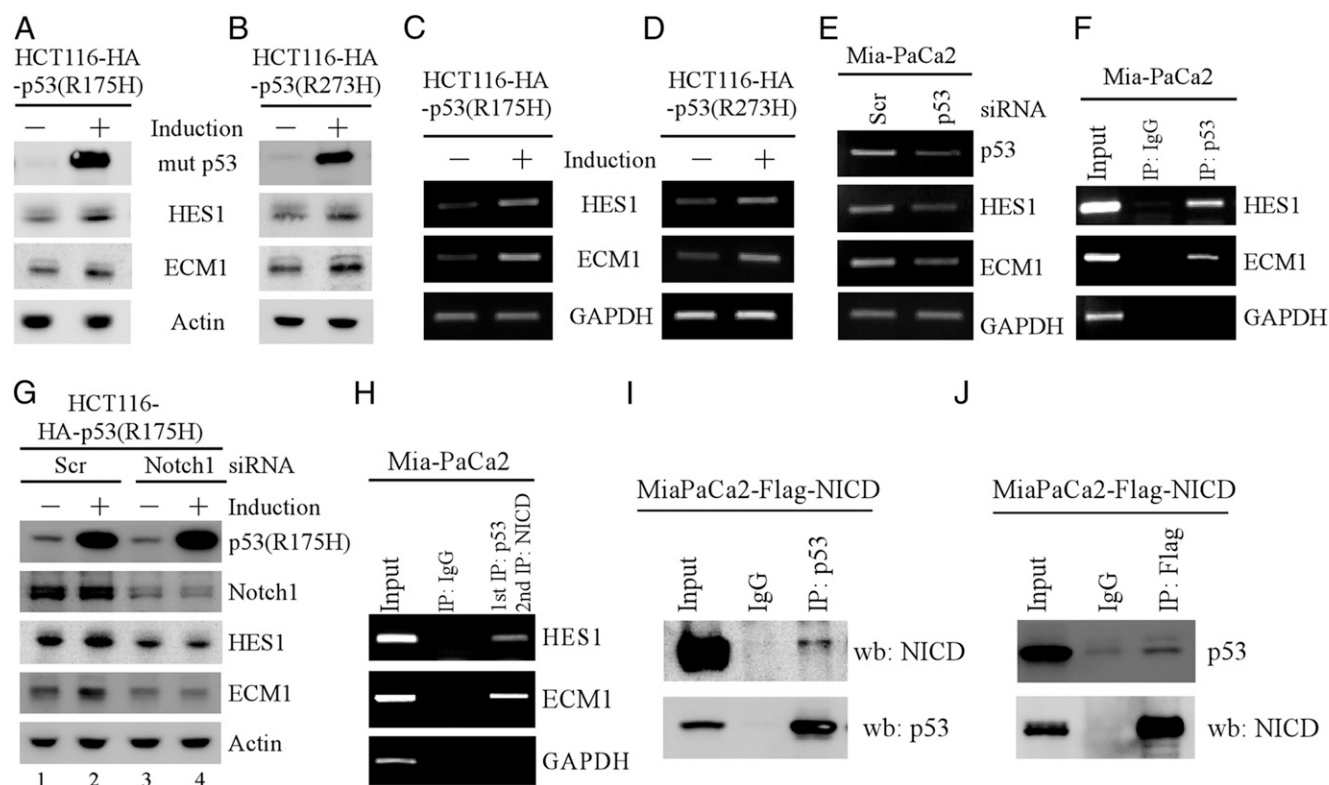 A
HCT116-HA
-p53(R175H)
— +
B
HCT116-HA
-p53(R273H)
— +
Induction
mut p53
HES1
ECM1
Actin
C
HCT116-HA
-p53(R175H)
— +
D
HCT116-HA
-p53(R273H)
— +
Induction
HES1
ECM1
GAPDH
E
Mia-PaCa2
Scr
p53
siRNA
p53
HES1
ECM1
GAPDH
F
Mia-PaCa2
Input
IP: IgG
IP: p53
HES1
ECM1
GAPDH
G
HCT116-
HA-p53(R175H)
Scr Notch1 siRNA
— + — + Induction
p53(R175H)
Notch1
HES1
ECM1
Actin
1 2 3 4
H
Mia-PaCa2
Input
IP: IgG
1st IP: p53
2nd IP: NICD
HES1
ECM1
GAPDH
I
MiaPaCa2-Flag-NICD
Input
IgG
IP: p53
wb: NICD
wb: p53
J
MiaPaCa2-Flag-NICD
Input
IgG
IP: Flag
p53
wb: NICD